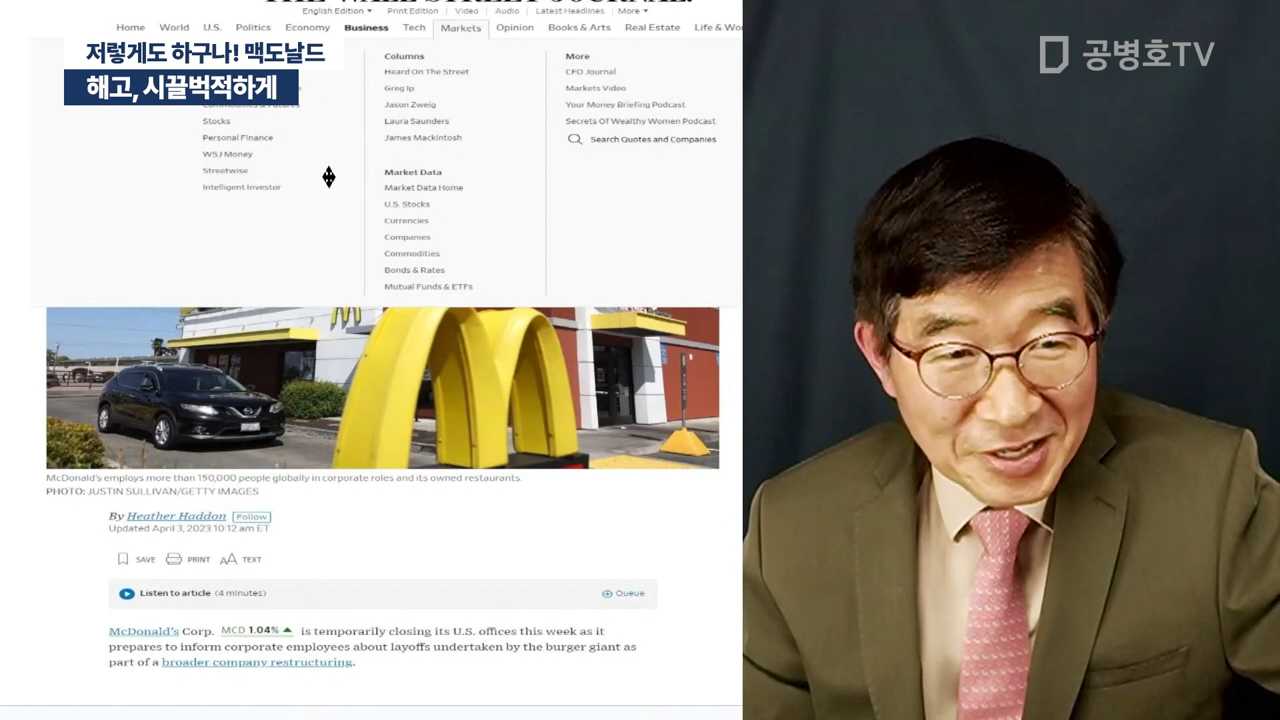 THE WALL STREET JOURNAL.
English Edition Print Edition Video Audio Latest Headlines More
Home World U.S. Politics Economy Business Tech Markets Opinion Books & Arts Real Estate Life & Wo
저렇게도 하구나! 맥도날드
해고, 시끌벅적하게
공병호TV
Commodities & Futures
Stocks
Personal Finance
WSJ Money
Streetwise
Intelligent Investor
Columns
Heard On The Street
Greg Ip
Jason Zweig
Laura Saunders
James Mackintosh
Market Data
Market Data Home
U.S. Stocks
Currencies
Companies
Commodities
Bonds & Rates
Mutual Funds & ETFs
More
CFO Journal
Markets Video
Your Money Briefing Podcast
Secrets Of Wealthy Women Podcast
Search Quotes and Companies
McDonald's employs more than 150,000 people globally in corporate roles and its owned restaurants.
PHOTO: JUSTIN SULLIVAN/GETTY IMAGES
By Heather Haddon Follow
Updated April 3, 2023 10:12 am ET
SAVE PRINT AA TEXT
Listen to article (4 minutes) Queue
McDonald's Corp. MCD 1.04% ▲ is temporarily closing its U.S. offices this week as it
prepares to inform corporate employees about layoffs undertaken by the burger giant as
part of a broader company restructuring.